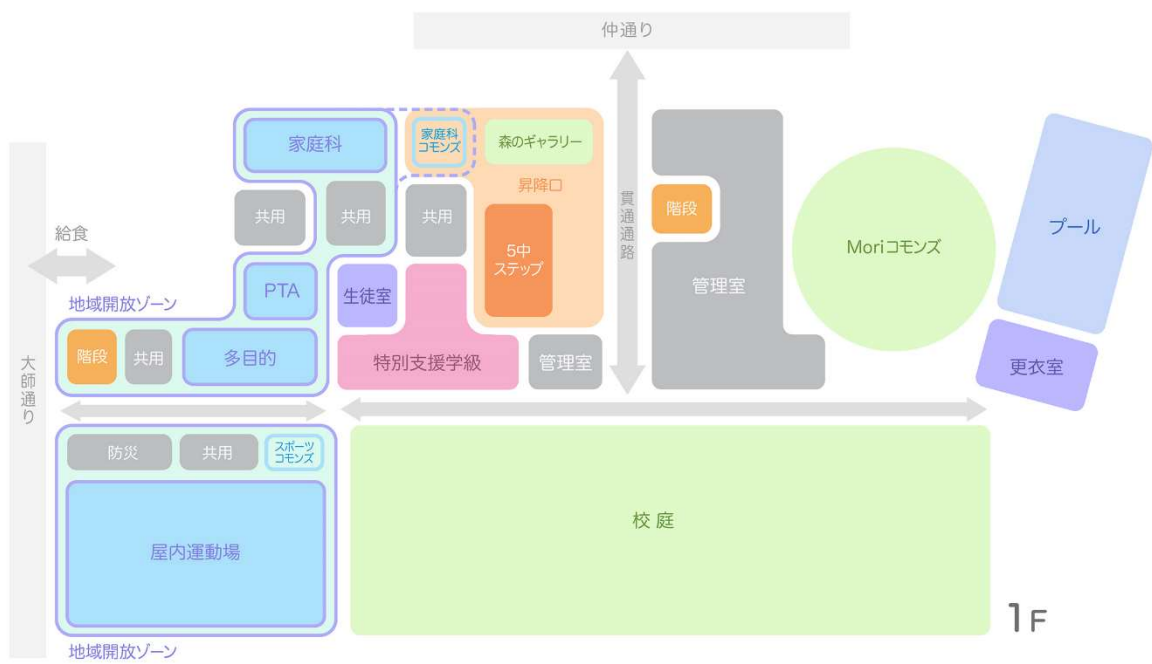 仲通り
家庭科
家庭科
コモンズ
森のギャラリー
昇降口
共用
共用
共用
貫通通路
階段
管理室
Moriコモンズ
プール
更衣室
給食
地域開放ゾーン
PTA
生徒室
5中
ステップ
大師通り
階段
共用
多目的
特別支援学級
管理室
防災
共用
スポーツ
コモンズ
屋内運動場
校庭
地域開放ゾーン
1F